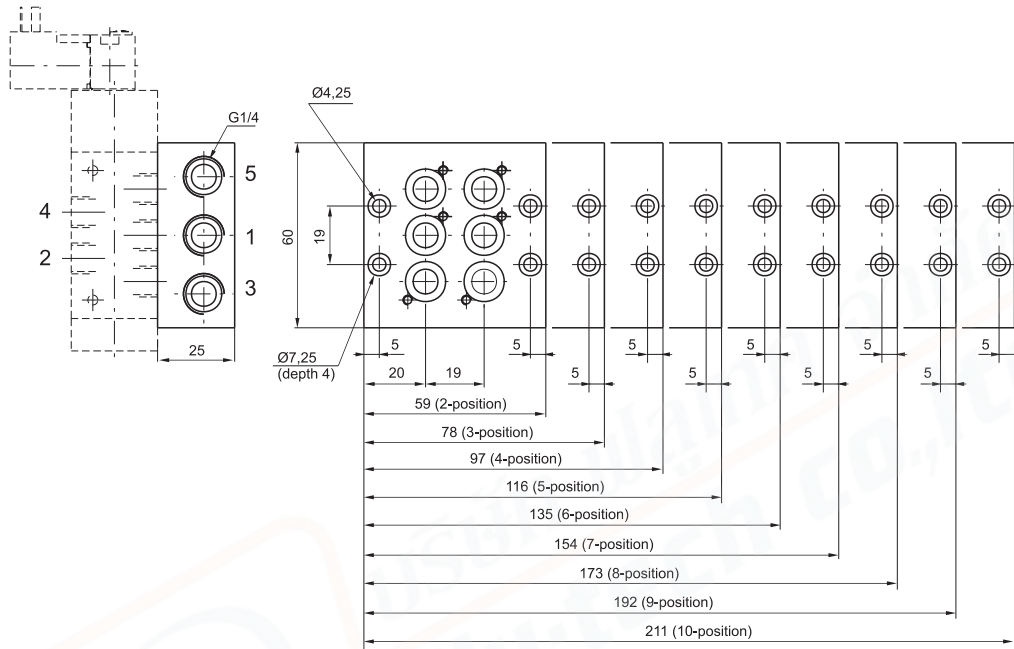 Ø4,25
G1/4
5
4
1
2
3
60
19
25
5
5
5
5
5
5
Ø7,25
(depth 4)
20
19
5
5
5
5
59 (2-position)
78 (3-position)
97 (4-position)
116 (5-position)
135 (6-position)
154 (7-position)
173 (8-position)
192 (9-position)
211 (10-position)